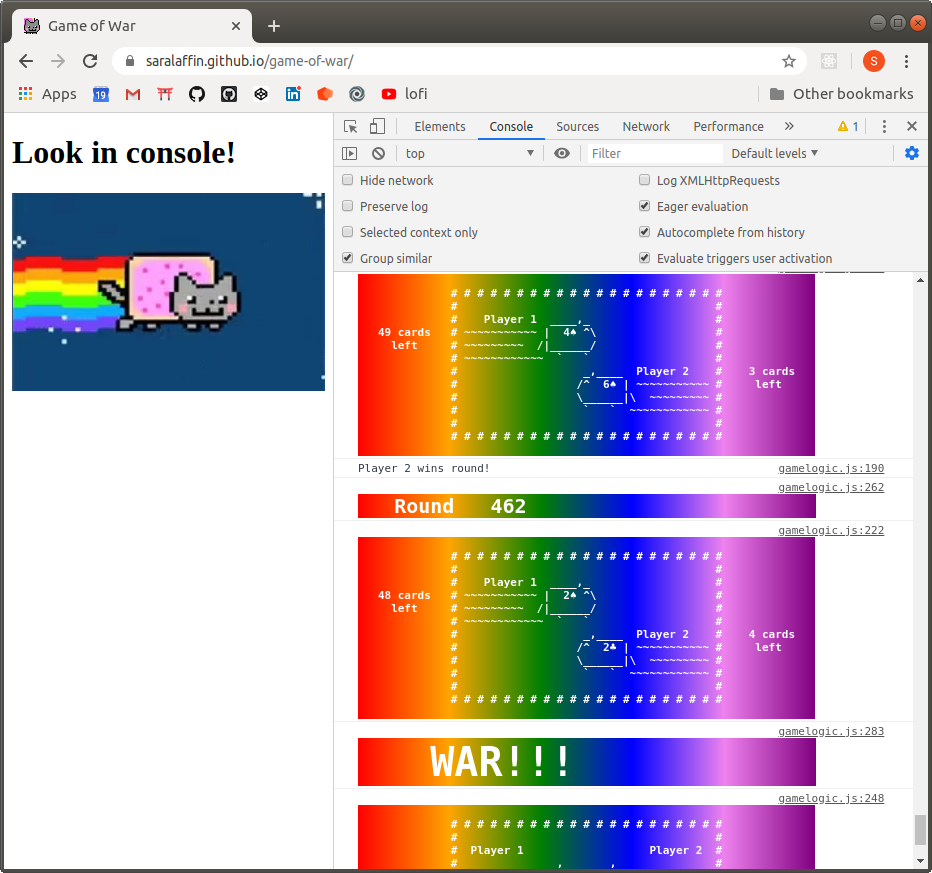 Game of War
saralaffin.github.io/game-of-war/
S
Apps
19
lofi
Other bookmarks
Look in console!
Elements Console Sources Network Performance 1
top Filter Default levels
Hide network Log XMLHttpRequests
Preserve log Eager evaluation
Selected context only Autocomplete from history
Group similar Evaluate triggers user activation
# # # # # # # # # # # # # # # # # # # # #
Player 1
49 cards left
4♠
Player 2
6♠
3 cards left
# # # # # # # # # # # # # # # # # # # # #
Player 2 wins round! gamelogic.js:190
gamelogic.js:262
Round 462
gamelogic.js:222
# # # # # # # # # # # # # # # # # # # # #
Player 1
48 cards left
2♠
Player 2
2♣
4 cards left
# # # # # # # # # # # # # # # # # # # # #
gamelogic.js:283
WAR!!!
gamelogic.js:248
# # # # # # # # # # # # # # # # # # # # #
Player 1 Player 2